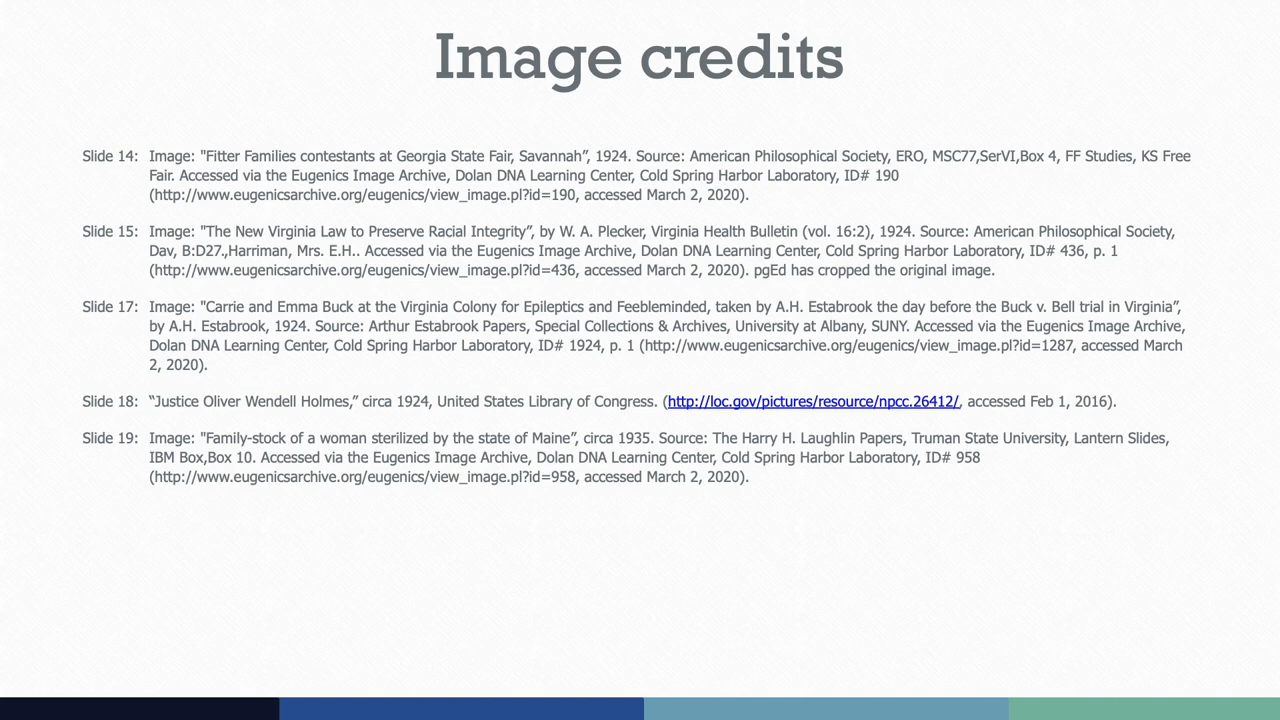 Image credits
Slide 14: Image: "Fitter Families contestants at Georgia State Fair, Savannah”, 1924. Source: American Philosophical Society, ERO, MSC77,SerVI,Box 4, FF Studies, KS Free
Fair. Accessed via the Eugenics Image Archive, Dolan DNA Learning Center, Cold Spring Harbor Laboratory, ID# 190
(http://www.eugenicsarchive.org/eugenics/view_image.pl?id=190, accessed March 2, 2020).
Slide 15: Image: "The New Virginia Law to Preserve Racial Integrity”, by W. A. Plecker, Virginia Health Bulletin (vol. 16:2), 1924. Source: American Philosophical Society,
Dav, B:D27.,Harriman, Mrs. E.H.. Accessed via the Eugenics Image Archive, Dolan DNA Learning Center, Cold Spring Harbor Laboratory, ID# 436, p. 1
(http://www.eugenicsarchive.org/eugenics/view_image.pl?id=436, accessed March 2, 2020). pgEd has cropped the original image.
Slide 17: Image: "Carrie and Emma Buck at the Virginia Colony for Epileptics and Feebleminded, taken by A.H. Estabrook the day before the Buck v. Bell trial in Virginia”,
by A.H. Estabrook, 1924. Source: Arthur Estabrook Papers, Special Collections & Archives, University at Albany, SUNY. Accessed via the Eugenics Image Archive,
Dolan DNA Learning Center, Cold Spring Harbor Laboratory, ID# 1924, p. 1 (http://www.eugenicsarchive.org/eugenics/view_image.pl?id=1287, accessed March
2, 2020).
Slide 18: “Justice Oliver Wendell Holmes,” circa 1924, United States Library of Congress. (http://loc.gov/pictures/resource/npcc.26412/, accessed Feb 1, 2016).
Slide 19: Image: "Family-stock of a woman sterilized by the state of Maine”, circa 1935. Source: The Harry H. Laughlin Papers, Truman State University, Lantern Slides,
IBM Box,Box 10. Accessed via the Eugenics Image Archive, Dolan DNA Learning Center, Cold Spring Harbor Laboratory, ID# 958
(http://www.eugenicsarchive.org/eugenics/view_image.pl?id=958, accessed March 2, 2020).